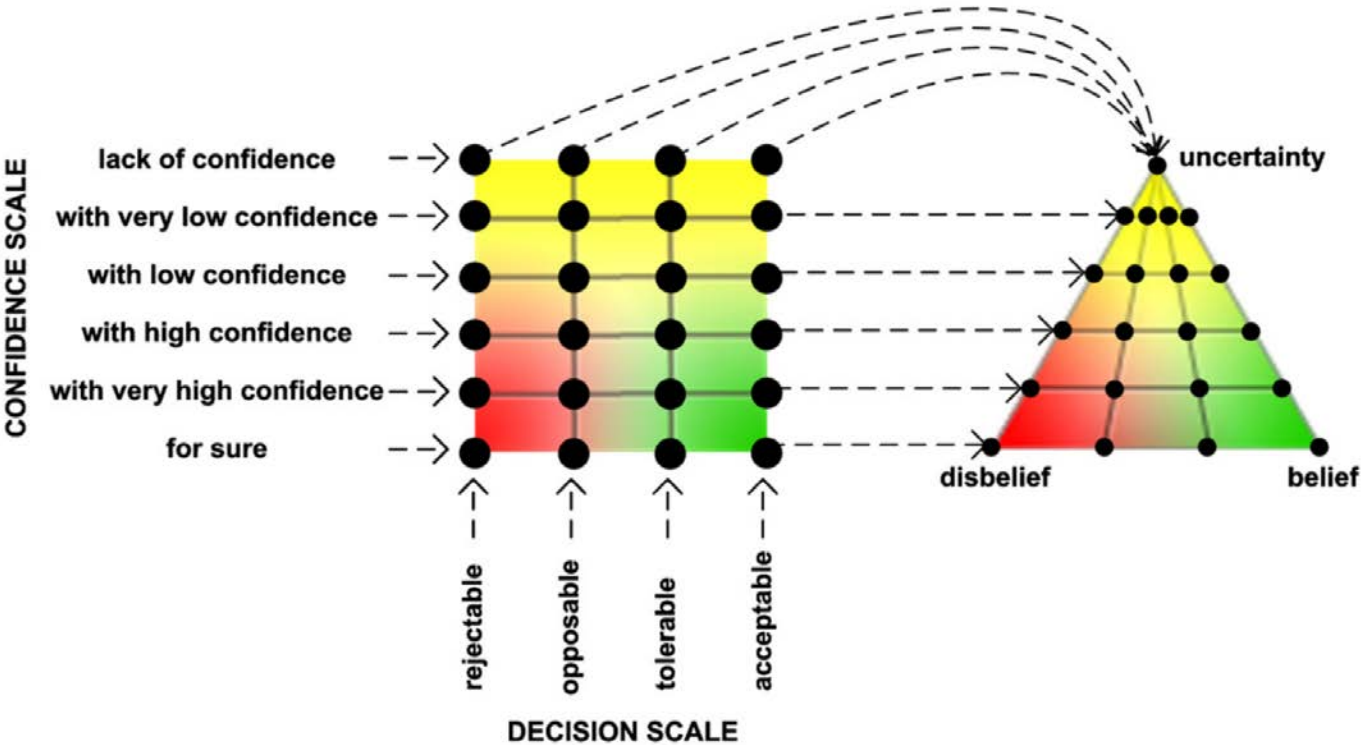 CONFIDENCE SCALE
lack of confidence
with very low confidence
with low confidence
with high confidence
with very high confidence
for sure
rejectable
opposable
tolerable
acceptable
DECISION SCALE
uncertainty
disbelief
belief